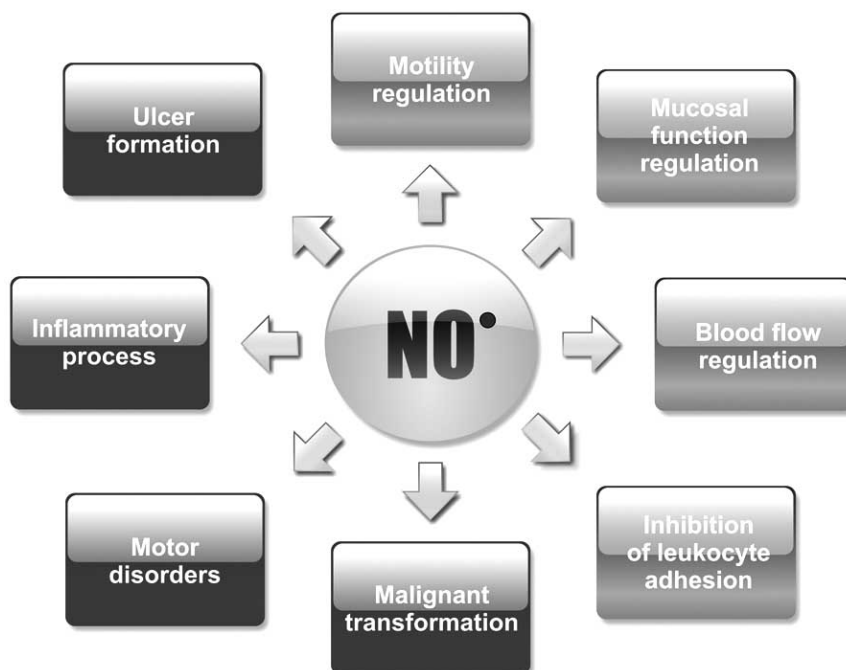 Motility
regulation
Ulcer
formation
Mucosal
function
regulation
Inflammatory
process
NO•
Blood flow
regulation
Motor
disorders
Malignant
transformation
Inhibition
of leukocyte
adhesion